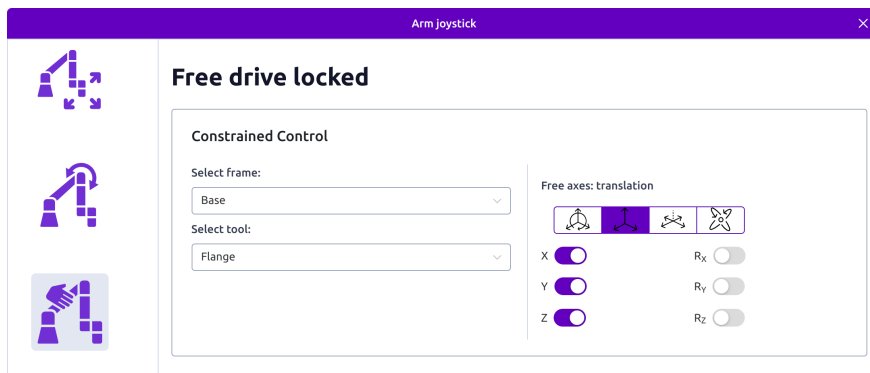 Arm joystick
Free drive locked
Constrained Control
Select frame:
Base
Select tool:
Flange
Free axes: translation
X
RX
Y
RY
Z
RZ